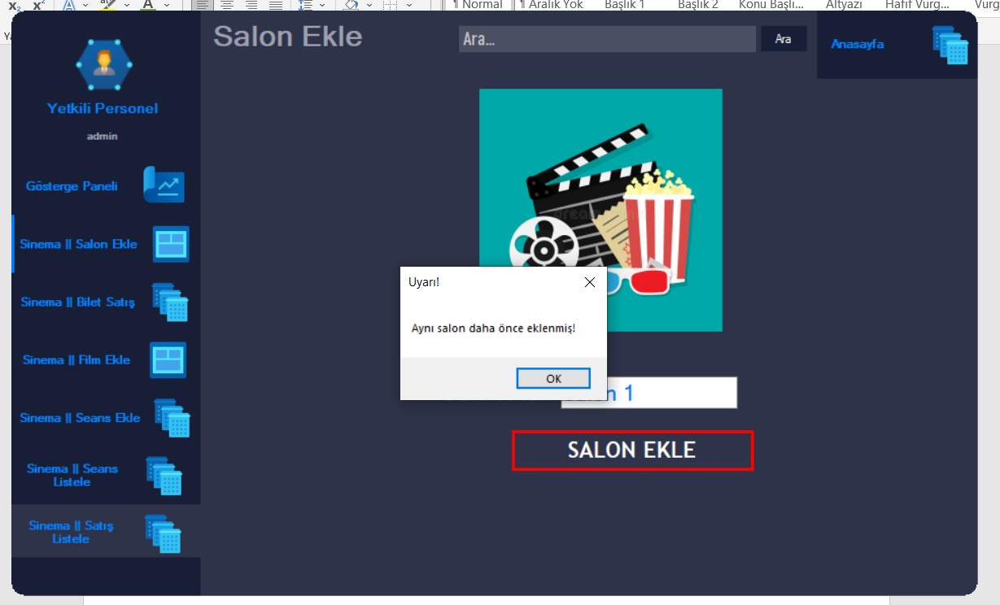 ¶ Normal
¶ Aralık Yok
Başlık 1
Başlık 2
Konu Başlı...
Altyazı
Hafif Vurg...
Vurg
Salon Ekle
Ara...
Ara
Anasayfa
Yetkili Personel
admin
Gösterge Paneli
Sinema || Salon Ekle
Sinema || Bilet Satış
Sinema || Film Ekle
Sinema || Seans Ekle
Sinema || Seans
Listele
Sinema || Satış
Listele
Uyarı!
Aynı salon daha önce eklenmiş!
OK
1
SALON EKLE